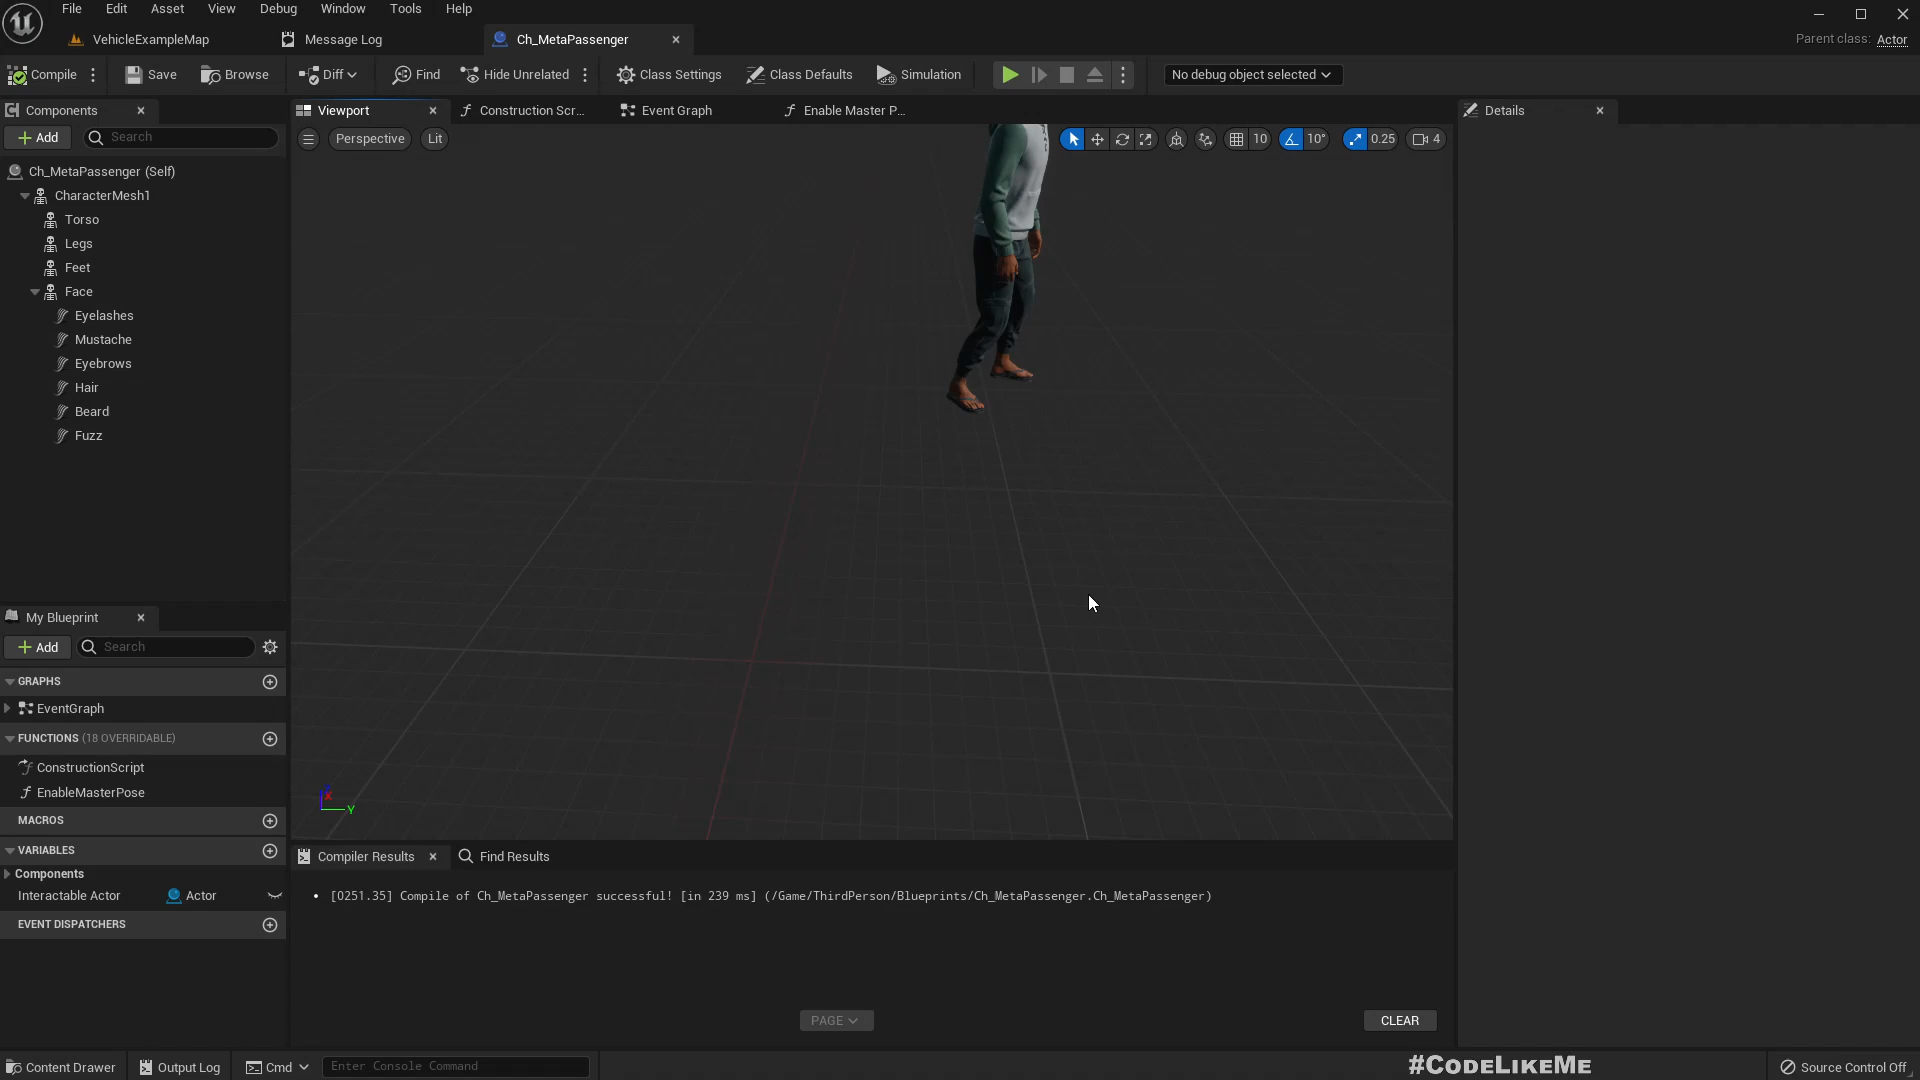 File Edit Asset View Debug Window Tools Help
VehicleExampleMap Message Log Ch_MetaPassenger
Parent class: Actor
Compile Save Browse Diff Find Hide Unrelated Class Settings Class Defaults Simulation No debug object selected
Components Viewport Construction Scr... Event Graph Enable Master P... Details
Add Search Perspective Lit 10 10° 0.25 4
Ch_MetaPassenger (Self)
CharacterMesh1
Torso
Legs
Feet
Face
Eyelashes
Mustache
Eyebrows
Hair
Beard
Fuzz
My Blueprint
Add Search
GRAPHS
EventGraph
FUNCTIONS (18 OVERRIDABLE)
ConstructionScript
EnableMasterPose
MACROS
VARIABLES
Components
Interactable Actor Actor
EVENT DISPATCHERS
Z X Y
Compiler Results Find Results
• [0251.35] Compile of Ch_MetaPassenger successful! [in 239 ms] (/Game/ThirdPerson/Blueprints/Ch_MetaPassenger.Ch_MetaPassenger)
PAGE CLEAR
Content Drawer Output Log Cmd Enter Console Command #CodeLikeMe Source Control Off